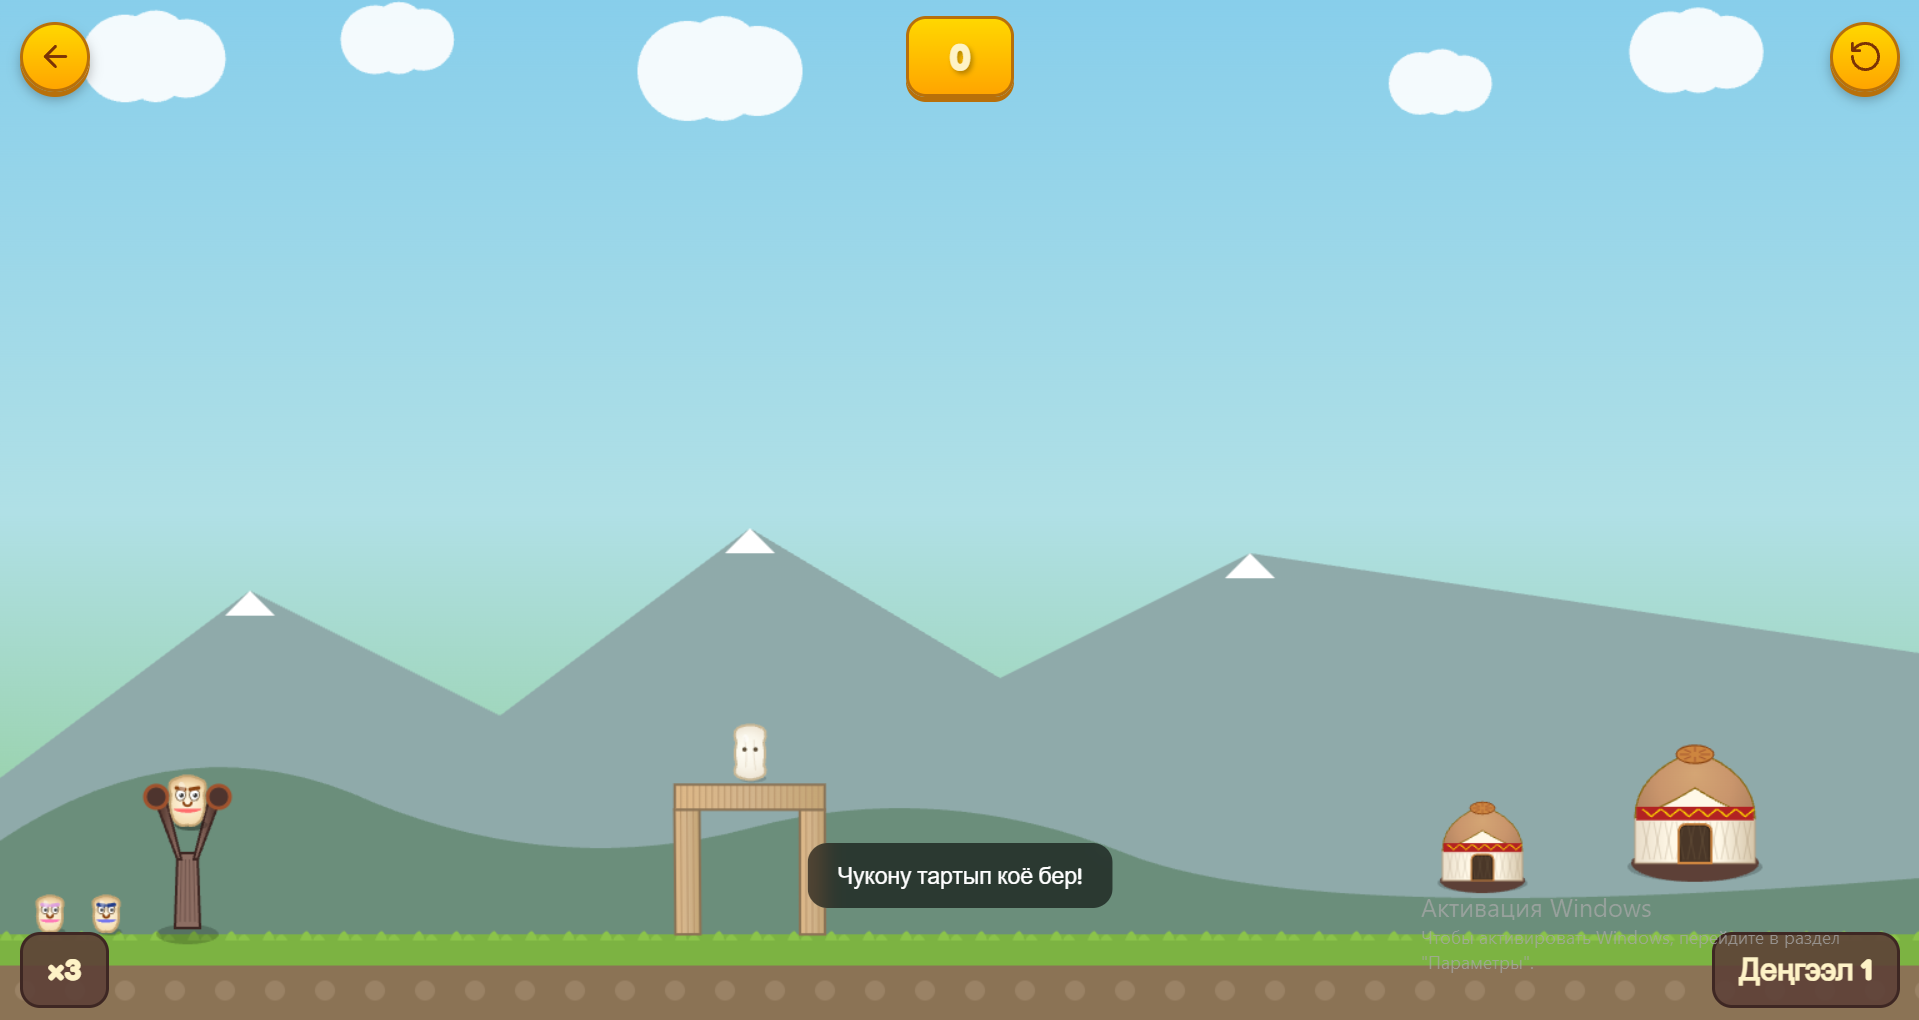 0
Чукону тартып коё бер!
Активация Windows
Чтобы активировать Windows, перейдите в раздел
"Параметры".
x3
Деңгээл 1